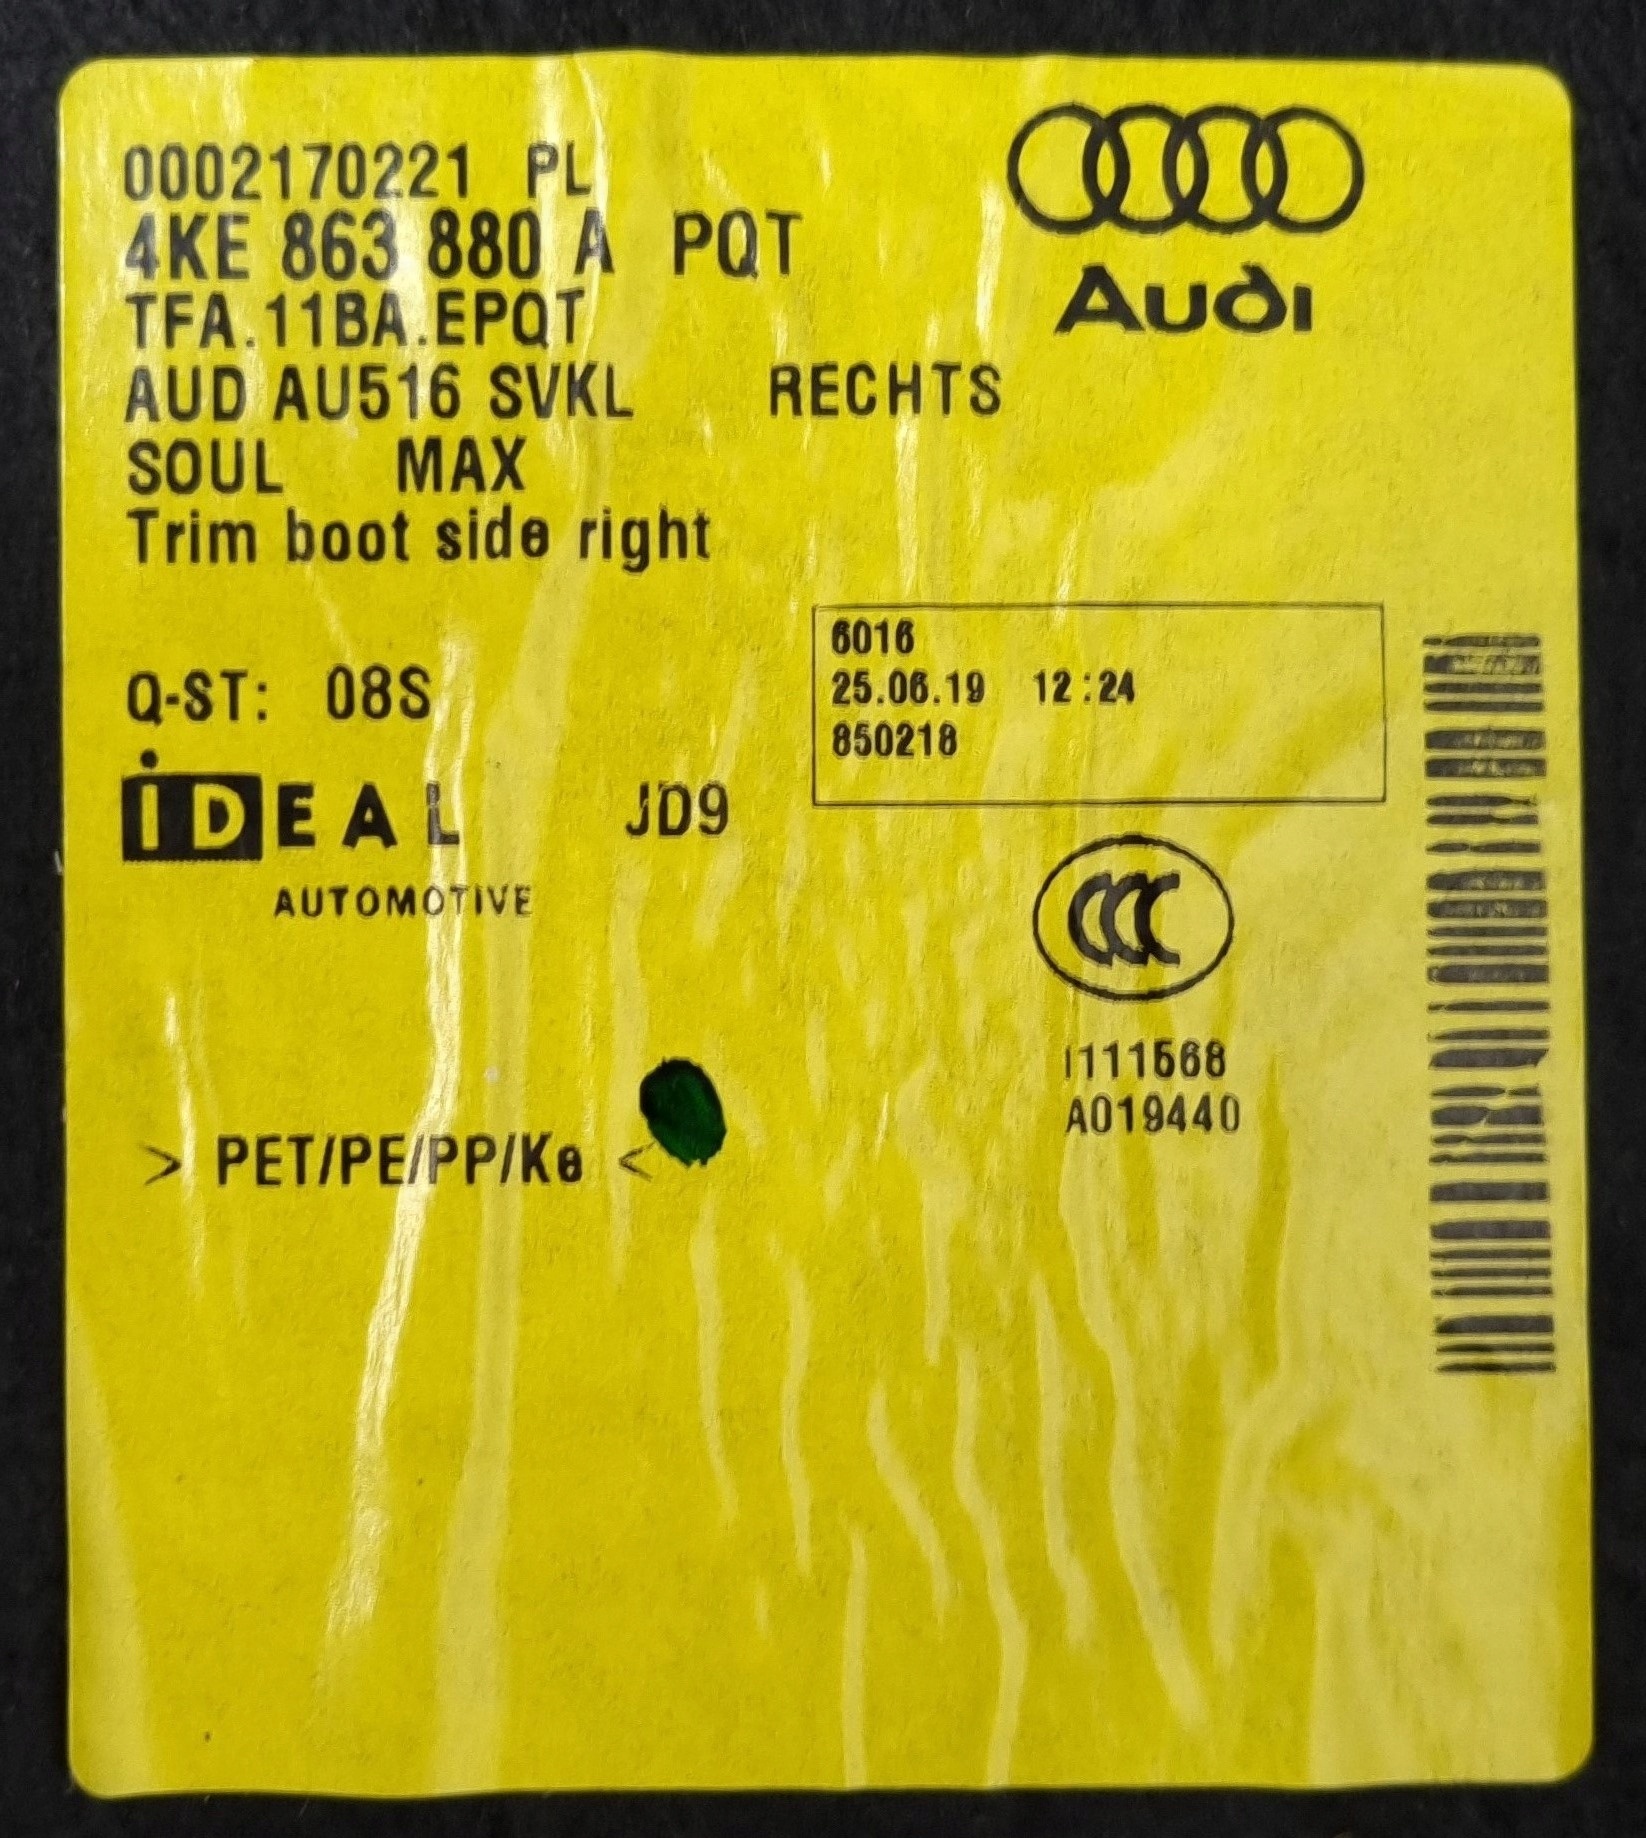 0002170221 PL
4KE 863 880 A PQT
TFA.11BA.EPQT
AUD AU516 SVKL RECHTS
SOUL MAX
Trim boot side right
Audi
6016
25.06.19 12:24
850218
Q-ST: 08S
iDEAL JD9
AUTOMOTIVE
CCC
I111568
A019440
> PET/PE/PP/Ke <